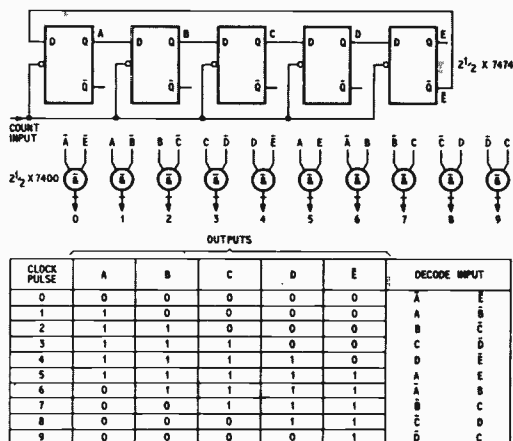 A B C D E
D Q D Q D Q D Q D Q
2½ X 7474
Q̄ Q̄ Q̄ Q̄ Q̄ Ē
COUNT
INPUT
Ā Ē A B̄ B C̄ C D̄ D Ē A E Ā B B̄ C C̄ D D̄ C
2½ X 7400 & & & & & & & & & &
0 1 2 3 4 5 6 7 8 9
OUTPUTS
CLOCK PULSE A B C D Ē DECODE INPUT
0 0 0 0 0 0 Ā Ē
1 1 0 0 0 0 A B̄
2 1 1 0 0 0 B C̄
3 1 1 1 0 0 C D̄
4 1 1 1 1 0 D Ē
5 1 1 1 1 1 A E
6 0 1 1 1 1 Ā B
7 0 0 1 1 1 B̄ C
8 0 0 0 1 1 C̄ D
9 0 0 0 0 1 D̄ C